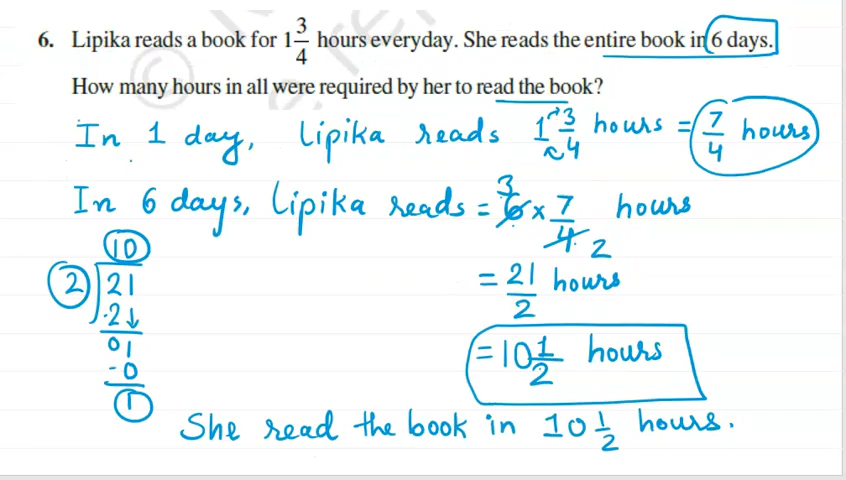 6. Lipika reads a book for 1 3/4 hours everyday. She reads the entire book in 6 days.
How many hours in all were required by her to read the book?
In 1 day, Lipika reads 1 3/4 hours = 7/4 hours
In 6 days, Lipika reads = 6 3 × 7/4 2 hours
= 21/2 hours
= 10 1/2 hours
10
2 21
-2↓
01
-0
1
She read the book in 10 1/2 hours.